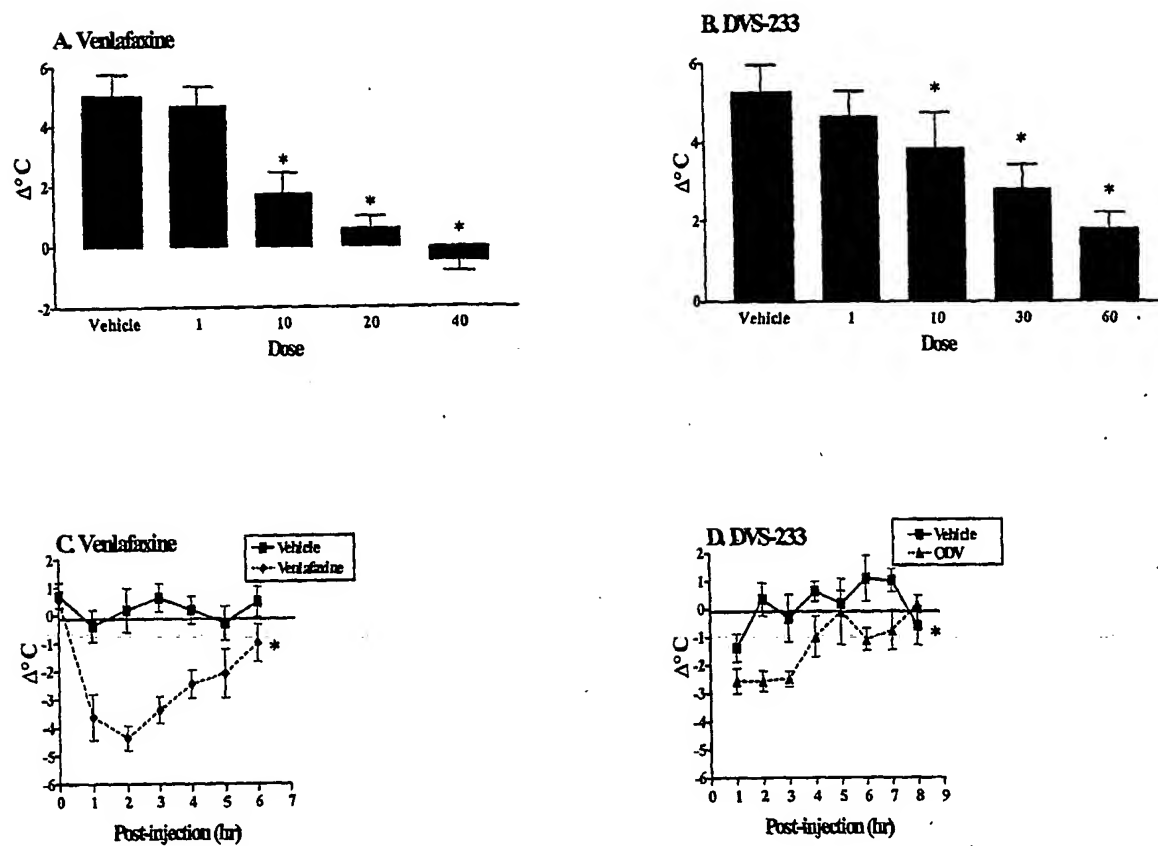 A. Venlafaxine
6
4
2
0
-2
Δ°C
*
*
*
Vehicle 1 10 20 40
Dose
B. DVS-233
6
4
2
0
Δ°C
*
*
*
Vehicle 1 10 30 60
Dose
C. Venlafaxine
Vehicle
Venlafaxine
2
1
0
-1
-2
-3
-4
-5
-6
Δ°C
*
0 1 2 3 4 5 6 7
Post-injection (hr)
D. DVS-233
Vehicle
ODV
2
1
0
-1
-2
-3
-4
-5
-6
Δ°C
*
0 1 2 3 4 5 6 7 8 9
Post-injection (hr)